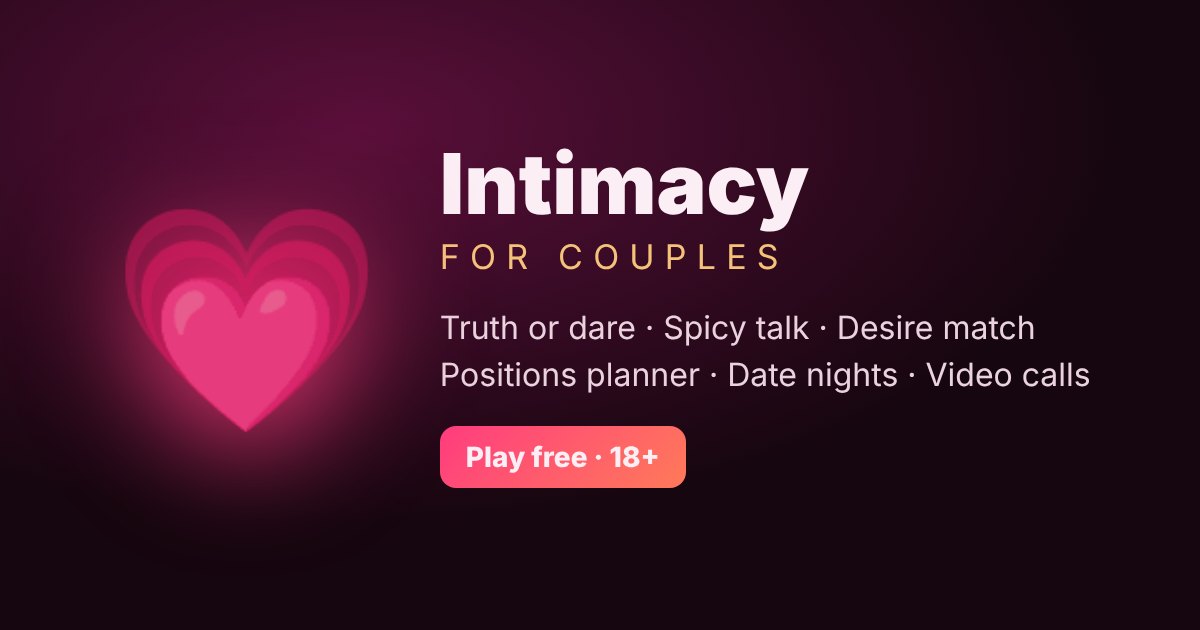 Intimacy
FOR COUPLES
Truth or dare · Spicy talk · Desire match
Positions planner · Date nights · Video calls
Play free · 18+